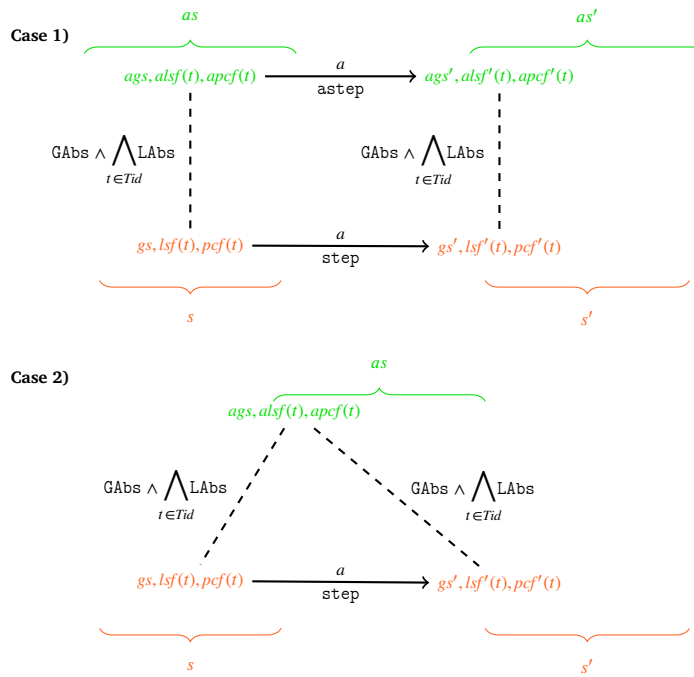 as as′
Case 1)
ags, alsf(t), apcf(t) a ags′, alsf′(t), apcf′(t)
astep
GAbs ∧ ⋀ LAbs GAbs ∧ ⋀ LAbs
t∈Tid t∈Tid
gs, lsf(t), pcf(t) a gs′, lsf′(t), pcf′(t)
step
s s′
as
Case 2)
ags, alsf(t), apcf(t)
GAbs ∧ ⋀ LAbs GAbs ∧ ⋀ LAbs
t∈Tid t∈Tid
gs, lsf(t), pcf(t) a gs′, lsf′(t), pcf′(t)
step
s s′